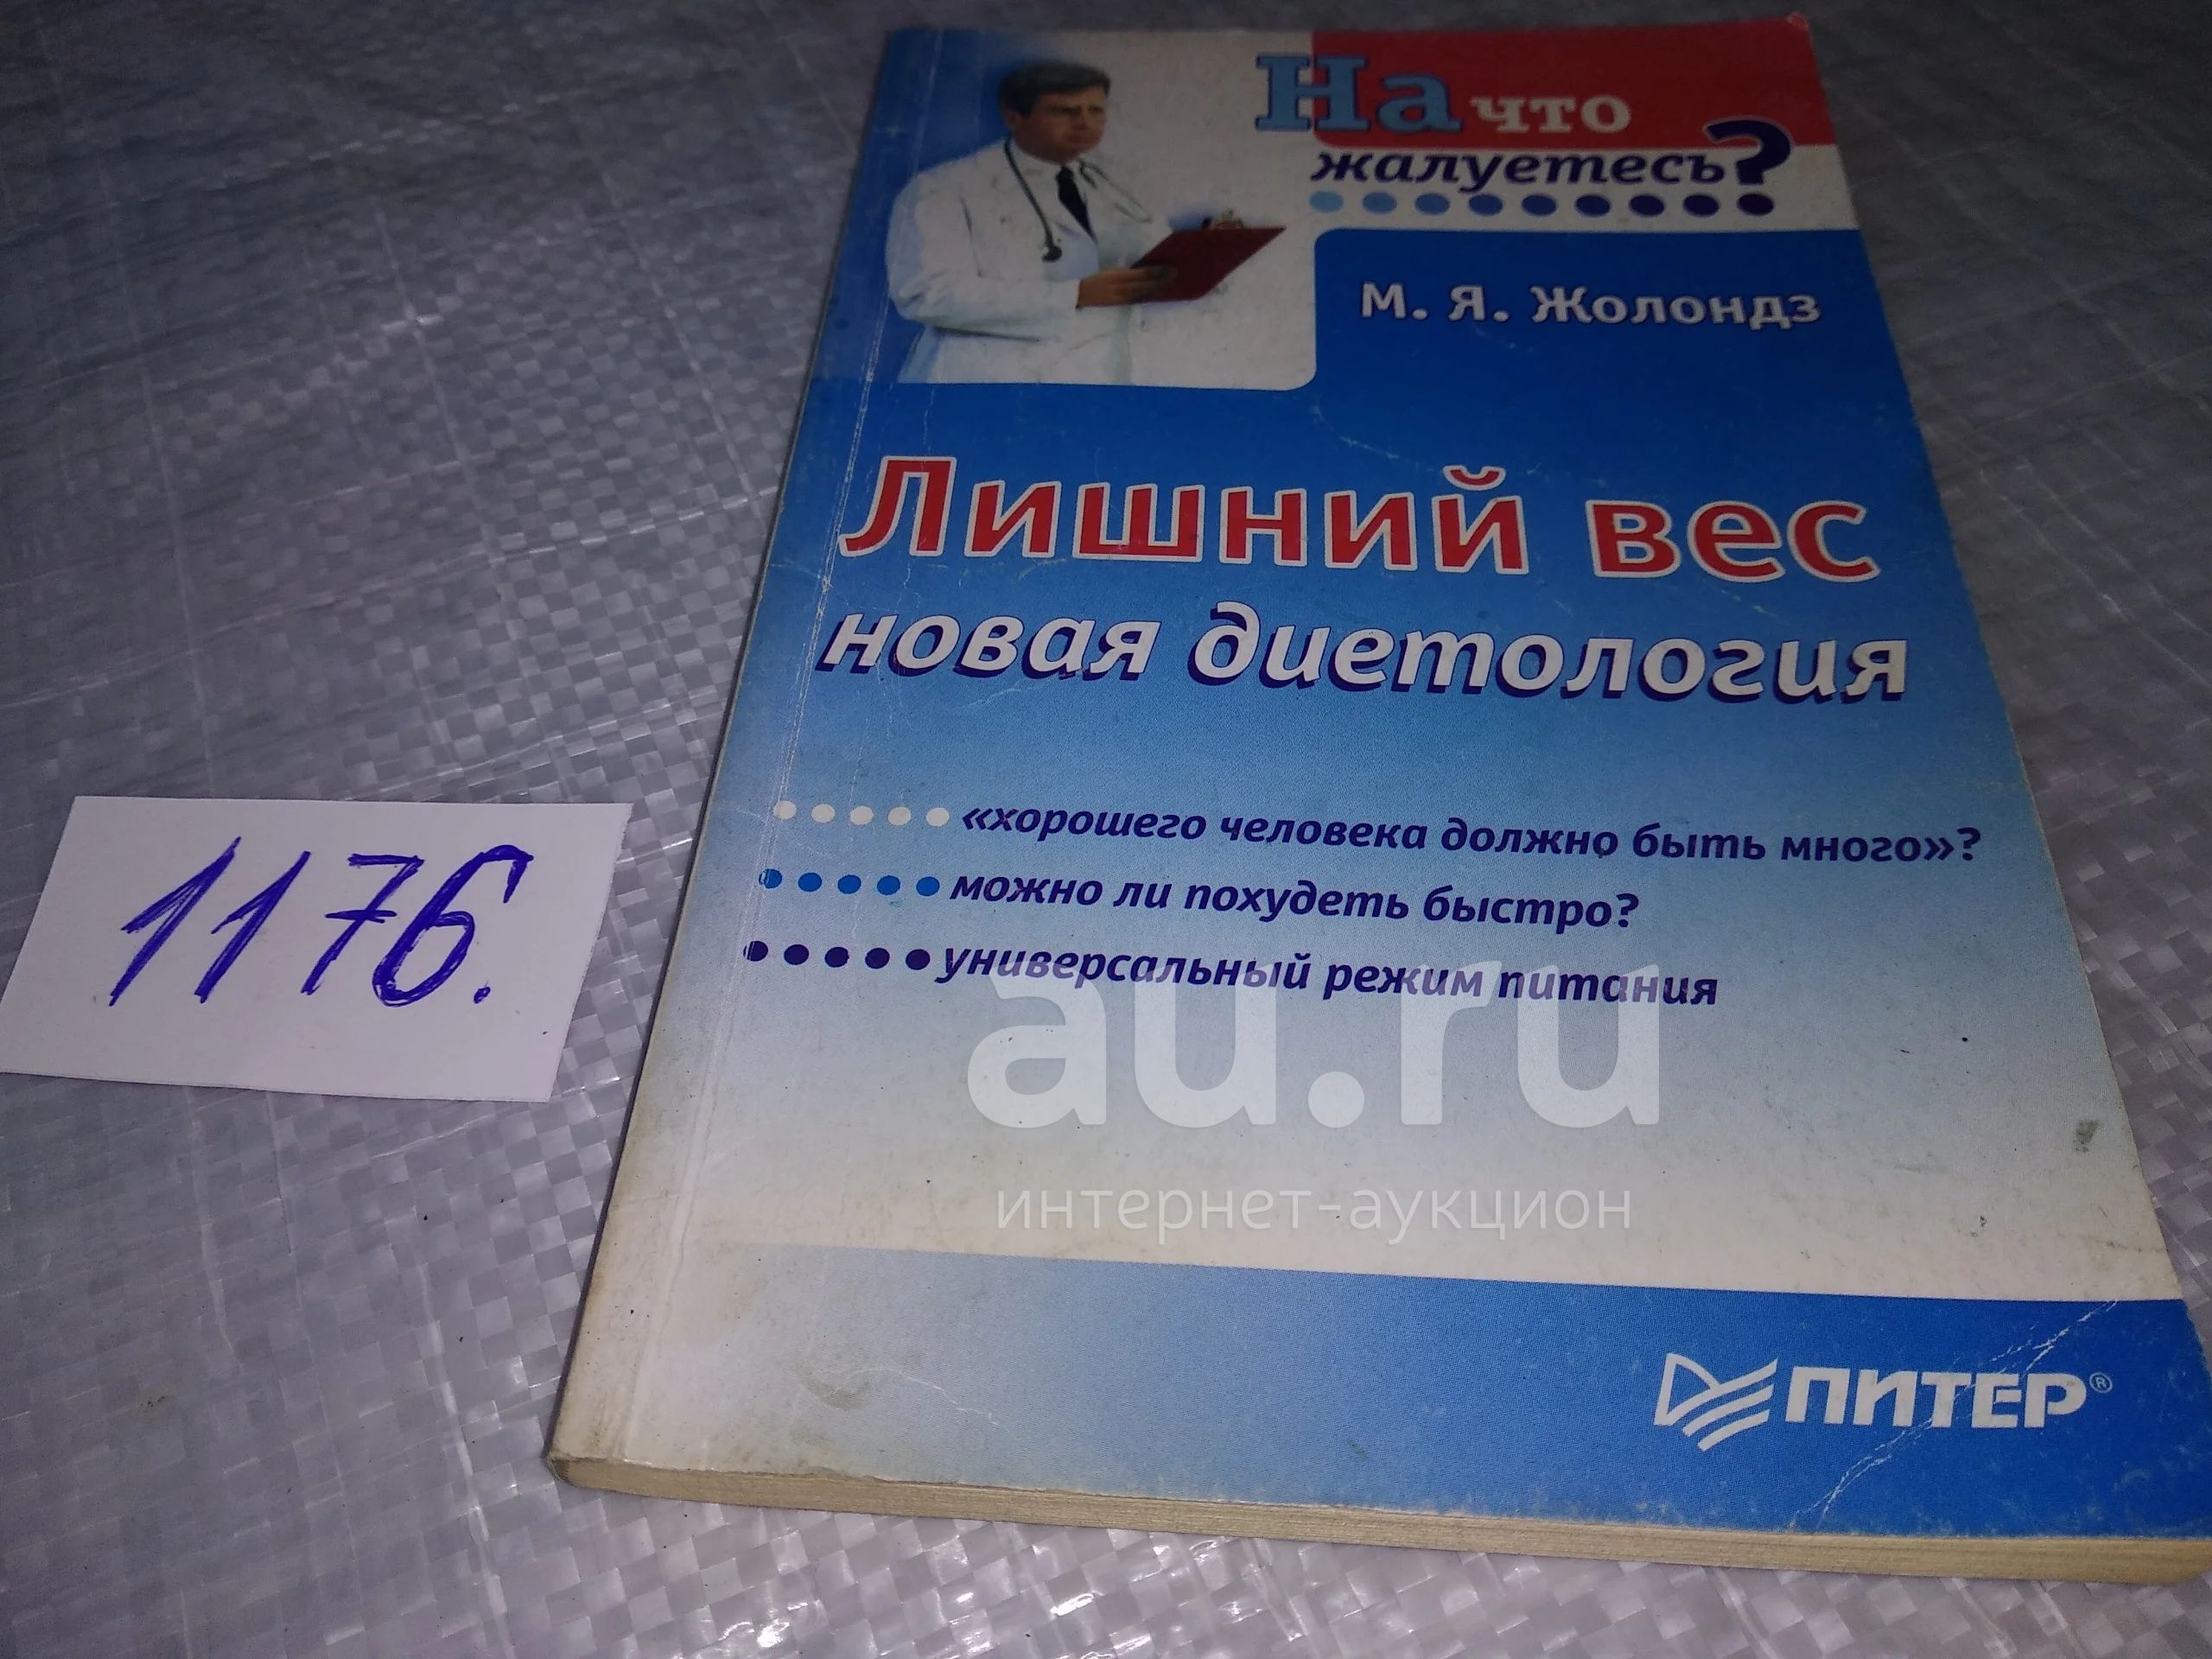 На что
жалуетесь?
М. Я. Жолондз
Лишний вес
новая диетология
«хорошего человека должно быть много»?
можно ли похудеть быстро?
универсальный режим питания
1176.
au.ru
интернет-аукцион
ПИТЕР®